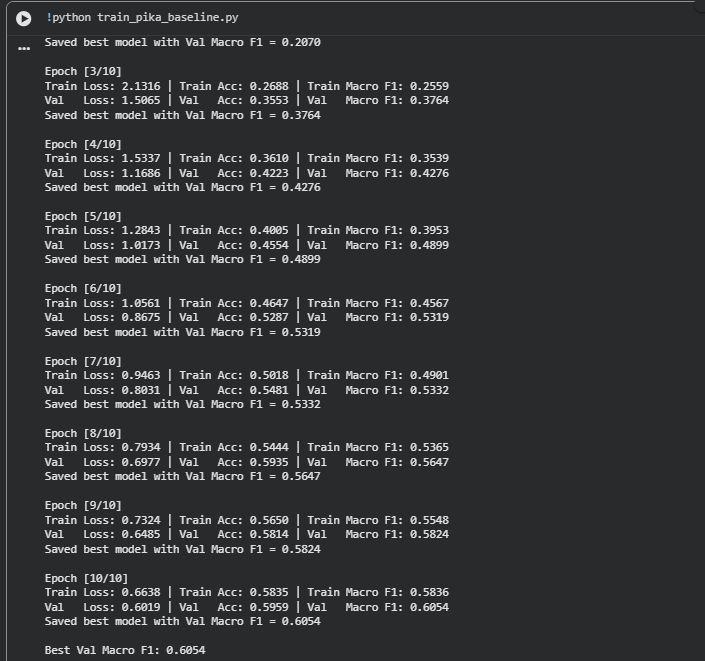 !python train_pika_baseline.py
Saved best model with Val Macro F1 = 0.2070
Epoch [3/10]
Train Loss: 2.1316 | Train Acc: 0.2688 | Train Macro F1: 0.2559
Val   Loss: 1.5065 | Val   Acc: 0.3553 | Val   Macro F1: 0.3764
Saved best model with Val Macro F1 = 0.3764
Epoch [4/10]
Train Loss: 1.5337 | Train Acc: 0.3610 | Train Macro F1: 0.3539
Val   Loss: 1.1686 | Val   Acc: 0.4223 | Val   Macro F1: 0.4276
Saved best model with Val Macro F1 = 0.4276
Epoch [5/10]
Train Loss: 1.2843 | Train Acc: 0.4005 | Train Macro F1: 0.3953
Val   Loss: 1.0173 | Val   Acc: 0.4554 | Val   Macro F1: 0.4899
Saved best model with Val Macro F1 = 0.4899
Epoch [6/10]
Train Loss: 1.0561 | Train Acc: 0.4647 | Train Macro F1: 0.4567
Val   Loss: 0.8675 | Val   Acc: 0.5287 | Val   Macro F1: 0.5319
Saved best model with Val Macro F1 = 0.5319
Epoch [7/10]
Train Loss: 0.9463 | Train Acc: 0.5018 | Train Macro F1: 0.4901
Val   Loss: 0.8031 | Val   Acc: 0.5481 | Val   Macro F1: 0.5332
Saved best model with Val Macro F1 = 0.5332
Epoch [8/10]
Train Loss: 0.7934 | Train Acc: 0.5444 | Train Macro F1: 0.5365
Val   Loss: 0.6977 | Val   Acc: 0.5935 | Val   Macro F1: 0.5647
Saved best model with Val Macro F1 = 0.5647
Epoch [9/10]
Train Loss: 0.7324 | Train Acc: 0.5650 | Train Macro F1: 0.5548
Val   Loss: 0.6485 | Val   Acc: 0.5814 | Val   Macro F1: 0.5824
Saved best model with Val Macro F1 = 0.5824
Epoch [10/10]
Train Loss: 0.6638 | Train Acc: 0.5835 | Train Macro F1: 0.5836
Val   Loss: 0.6019 | Val   Acc: 0.5959 | Val   Macro F1: 0.6054
Saved best model with Val Macro F1 = 0.6054
Best Val Macro F1: 0.6054